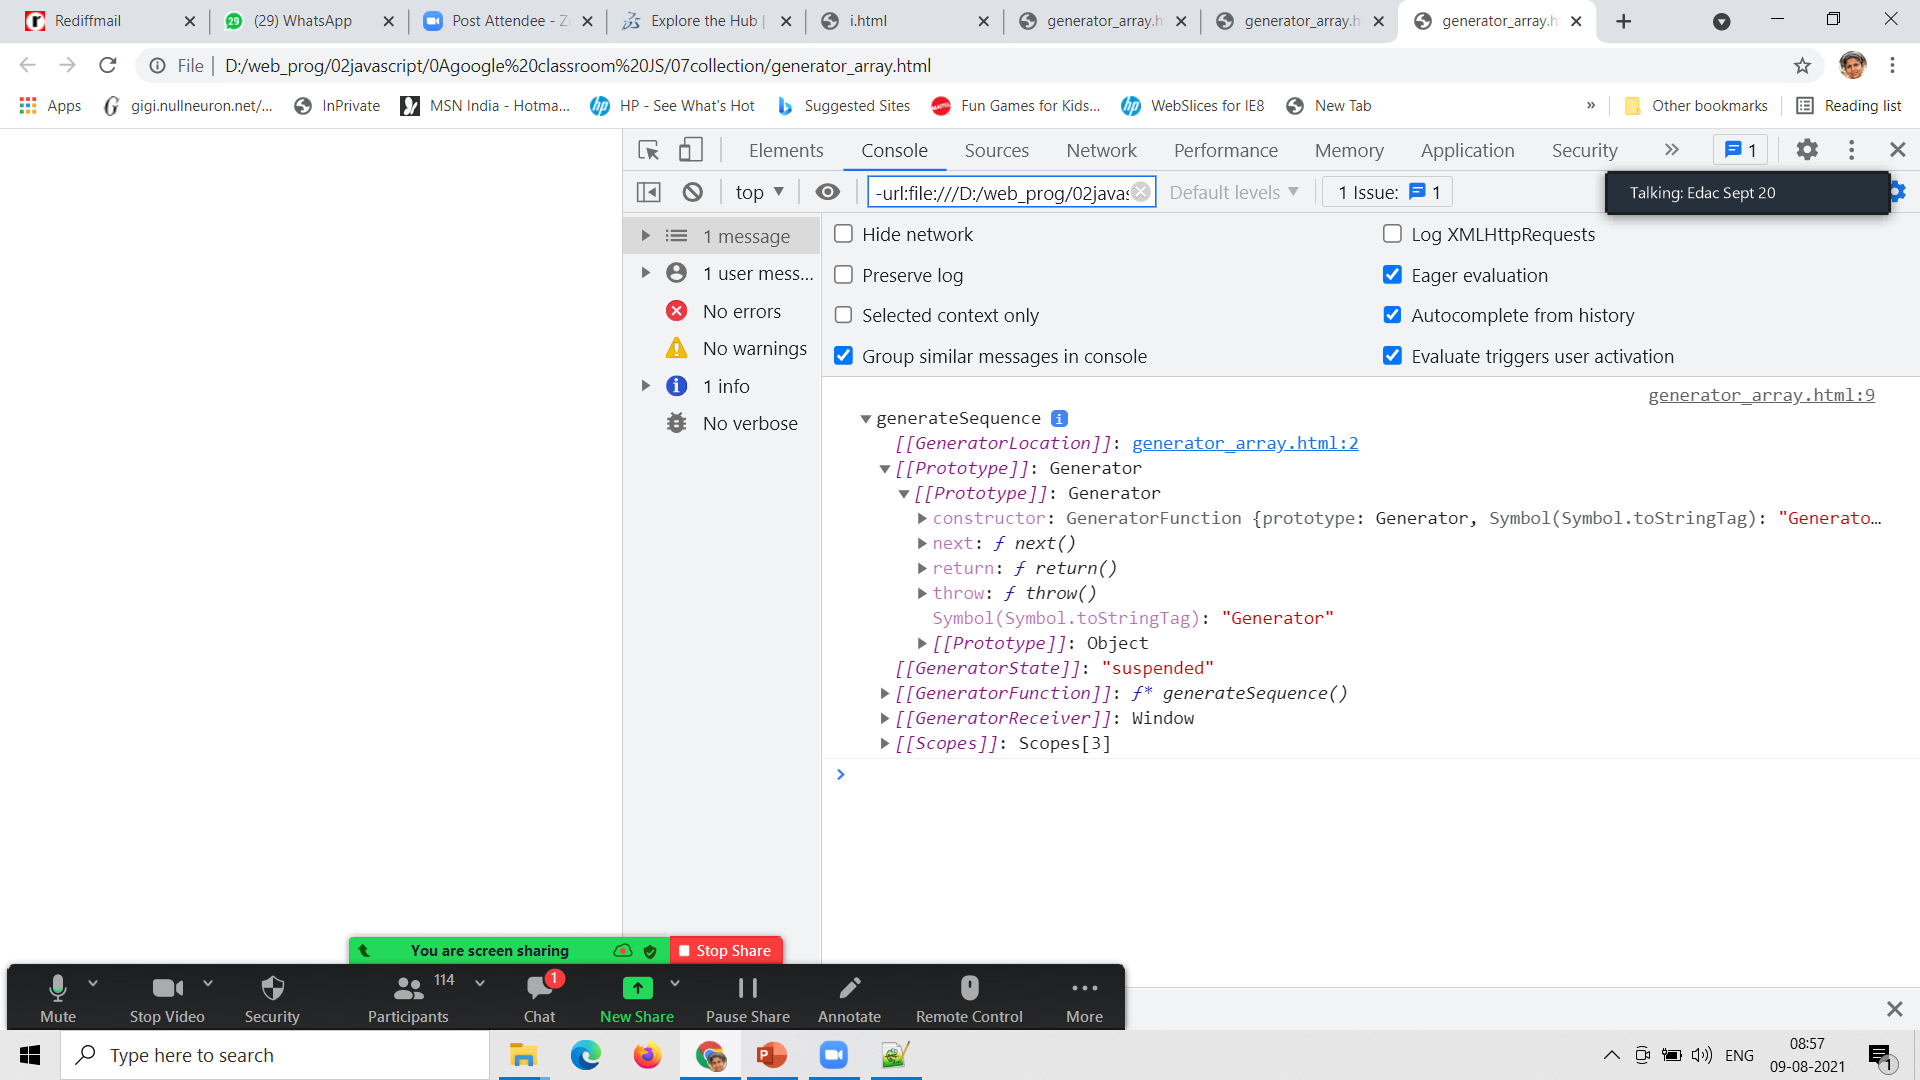 Rediffmail
(29) WhatsApp
Post Attendee - Z
Explore the Hub |
i.html
generator_array.h
generator_array.h
generator_array.h
File | D:/web_prog/02javascript/0Agoogle%20classroom%20JS/07collection/generator_array.html
Apps
gigi.nullneuron.net/...
InPrivate
MSN India - Hotma...
HP - See What's Hot
Suggested Sites
Fun Games for Kids...
WebSlices for IE8
New Tab
»
Other bookmarks
Reading list
Elements
Console
Sources
Network
Performance
Memory
Application
Security
»
1
top
-url:file:///D:/web_prog/02javas
Default levels
1 Issue: 1
Talking: Edac Sept 20
1 message
1 user mess...
No errors
No warnings
1 info
No verbose
Hide network
Log XMLHttpRequests
Preserve log
Eager evaluation
Selected context only
Autocomplete from history
Group similar messages in console
Evaluate triggers user activation
generator_array.html:9
generateSequence i
[[GeneratorLocation]]: generator_array.html:2
[[Prototype]]: Generator
[[Prototype]]: Generator
constructor: GeneratorFunction {prototype: Generator, Symbol(Symbol.toStringTag): "Generato…
next: ƒ next()
return: ƒ return()
throw: ƒ throw()
Symbol(Symbol.toStringTag): "Generator"
[[Prototype]]: Object
[[GeneratorState]]: "suspended"
[[GeneratorFunction]]: ƒ* generateSequence()
[[GeneratorReceiver]]: Window
[[Scopes]]: Scopes[3]
You are screen sharing
Stop Share
Mute
Stop Video
Security
114
Participants
1
Chat
New Share
Pause Share
Annotate
Remote Control
More
Type here to search
ENG
08:57
09-08-2021
1